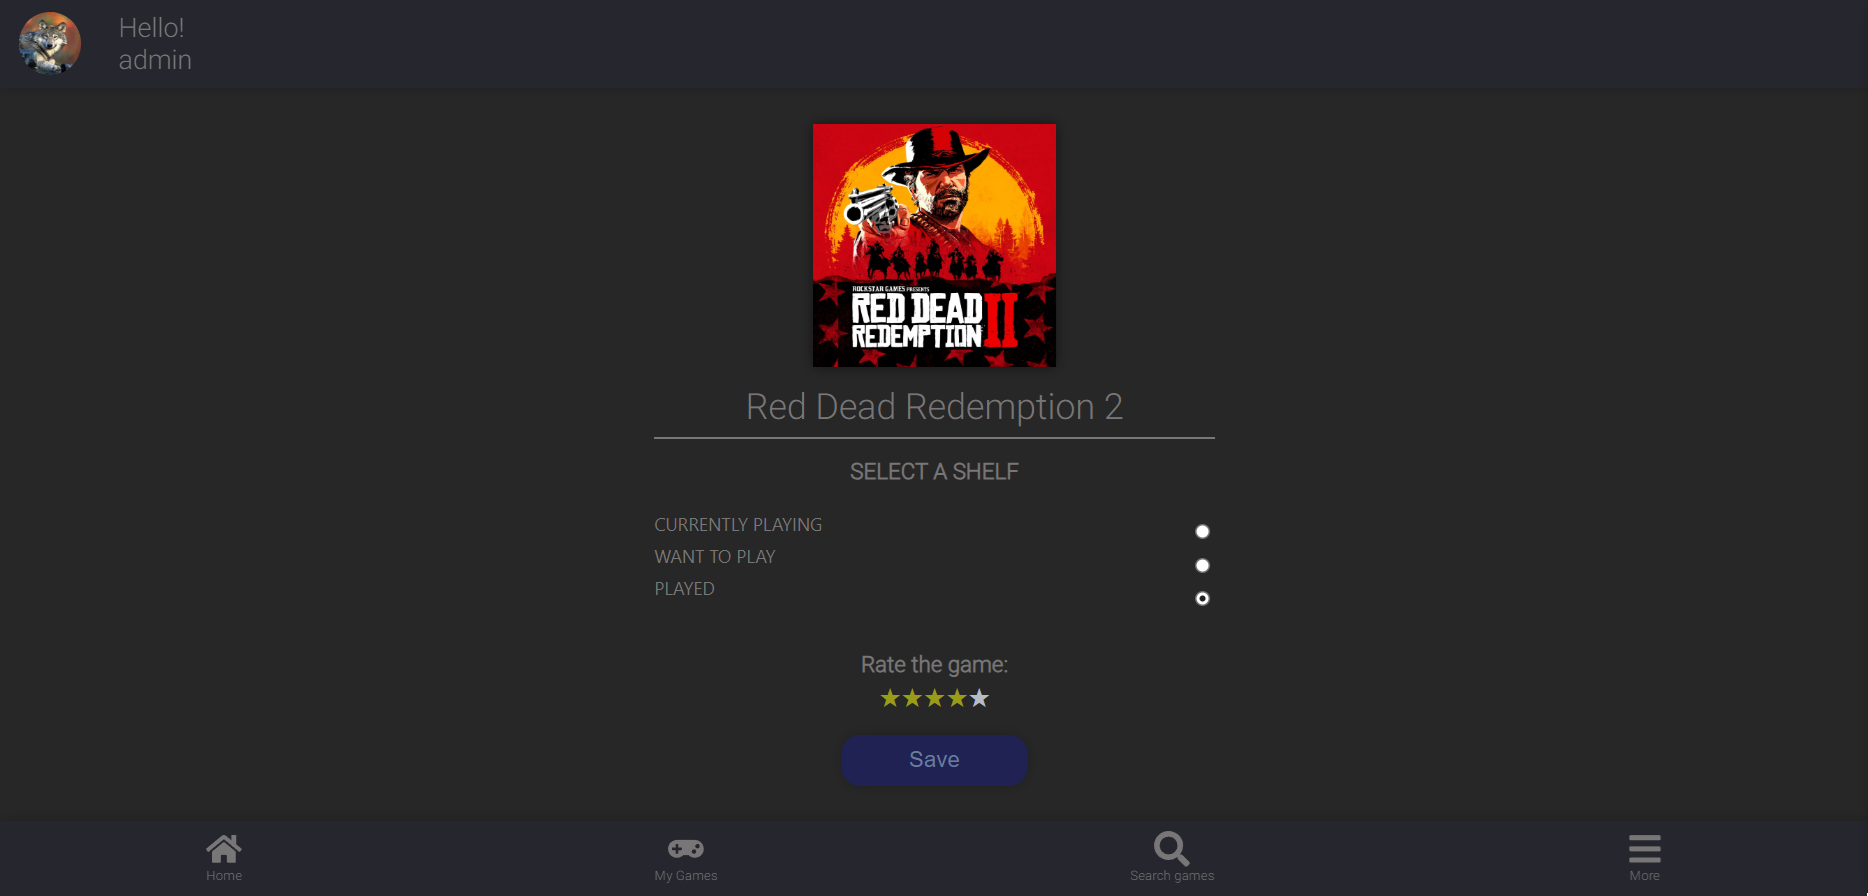 Hello!
admin
ROCKSTAR GAMES PRESENTS
RED DEAD
REDEMPTION II
Red Dead Redemption 2
SELECT A SHELF
CURRENTLY PLAYING
WANT TO PLAY
PLAYED
Rate the game:
Save
Home
My Games
Search games
More